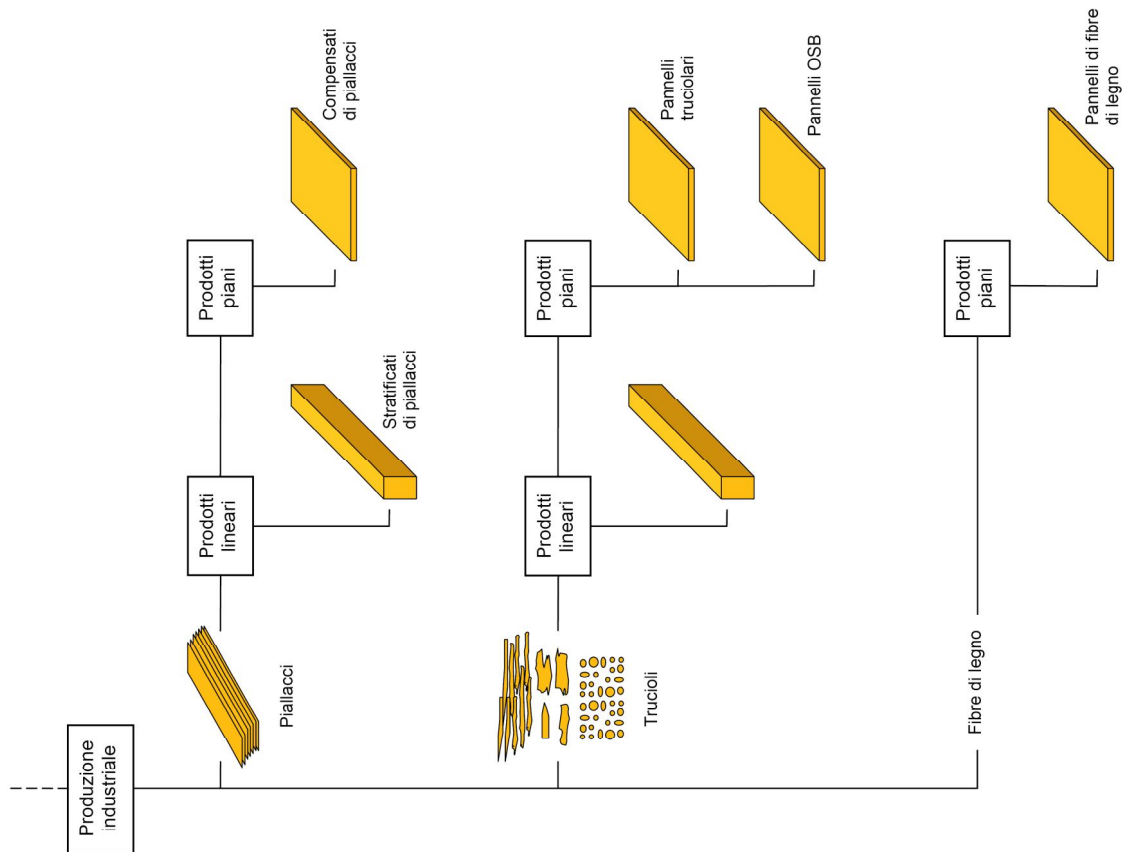 Produzione
industriale
Piallacci
Prodotti
lineari
Stratificati
di piallacci
Prodotti
piani
Compensati
di piallacci
Trucioli
Prodotti
lineari
Prodotti
piani
Pannelli
truciolari
Pannelli OSB
Fibre di legno
Prodotti
piani
Pannelli di fibre
di legno